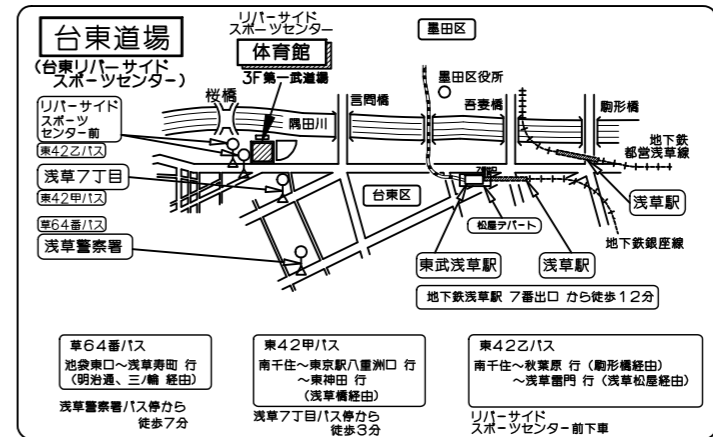 台東道場
(台東リバーサイド
スポーツセンター)
リバーサイド
スポーツセンター
体育館
3F第一武道場
墨田区
墨田区役所
桜橋
言問橋
吾妻橋
駒形橋
隅田川
リバーサイド
スポーツ
センター前
東42乙バス
浅草7丁目
東42甲バス
草64番バス
浅草警察署
台東区
松屋デパート
東武浅草駅
浅草駅
地下鉄
都営浅草線
浅草駅
地下鉄銀座線
地下鉄浅草駅 7番出口 から徒歩12分
草64番バス
池袋東口~浅草寿町 行
(明治通、三ノ輪 経由)
浅草警察署バス停から
徒歩7分
東42甲バス
南千住~東京駅八重洲口 行
~東神田 行
(浅草橋経由)
浅草7丁目バス停から
徒歩3分
東42乙バス
南千住~秋葉原 行(駒形橋経由)
~浅草雷門 行(浅草松屋経由)
リバーサイド
スポーツセンター前下車